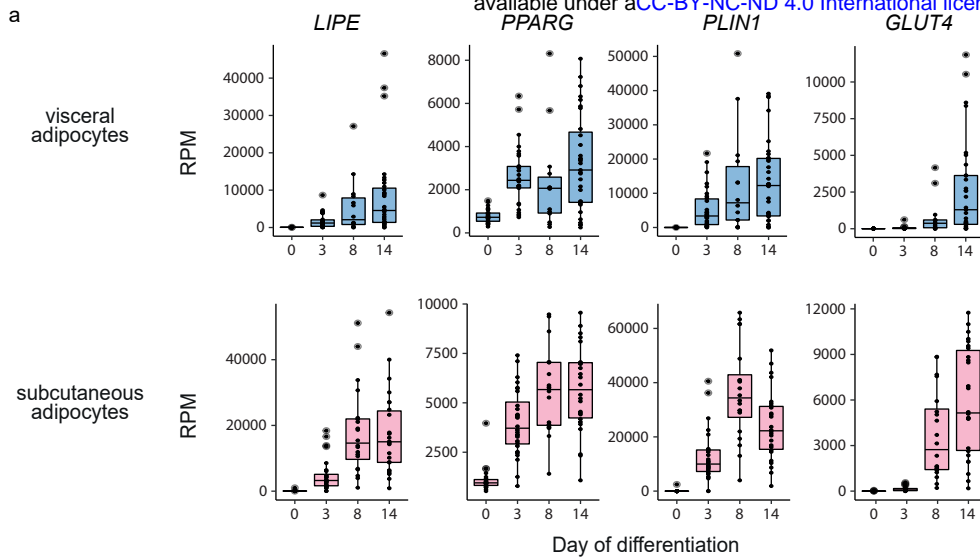 available under aCC-BY-NC-ND 4.0 International licen
a
LIPE PPARG PLIN1 GLUT4
visceral
adipocytes
RPM
40000
30000
20000
10000
0
0 3 8 14
8000
6000
4000
2000
0
0 3 8 14
50000
40000
30000
20000
10000
0
0 3 8 14
10000
7500
5000
2500
0
0 3 8 14
subcutaneous
adipocytes
RPM
40000
20000
0
0 3 8 14
10000
7500
5000
2500
0 3 8 14
60000
40000
20000
0
0 3 8 14
12000
9000
6000
3000
0
0 3 8 14
Day of differentiation